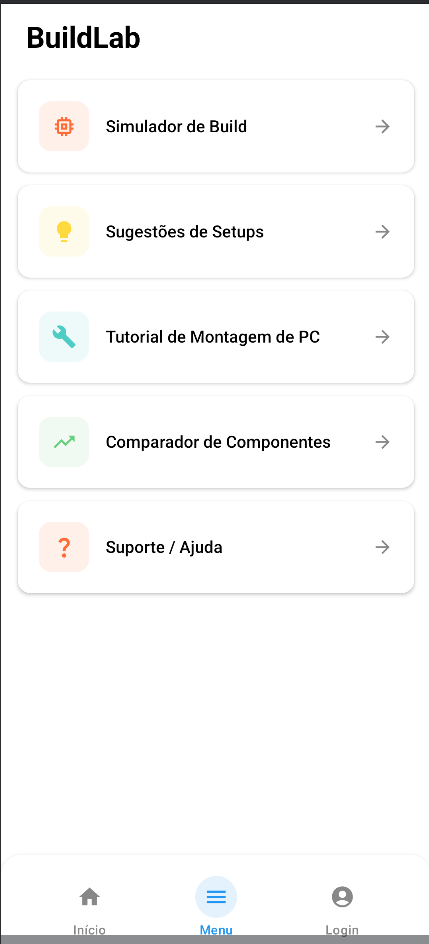 BuildLab
Simulador de Build
Sugestões de Setups
Tutorial de Montagem de PC
Comparador de Componentes
Suporte / Ajuda
Início
Menu
Login